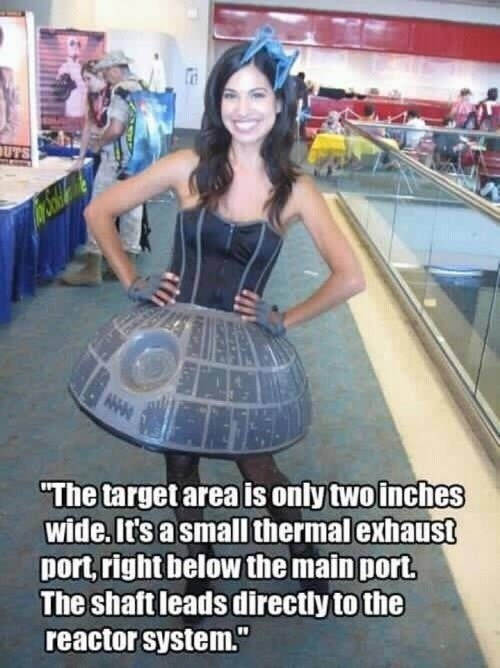 OUTS
"The target area is only two inches
wide. It's a small thermal exhaust
port, right below the main port.
The shaft leads directly to the
reactor system."